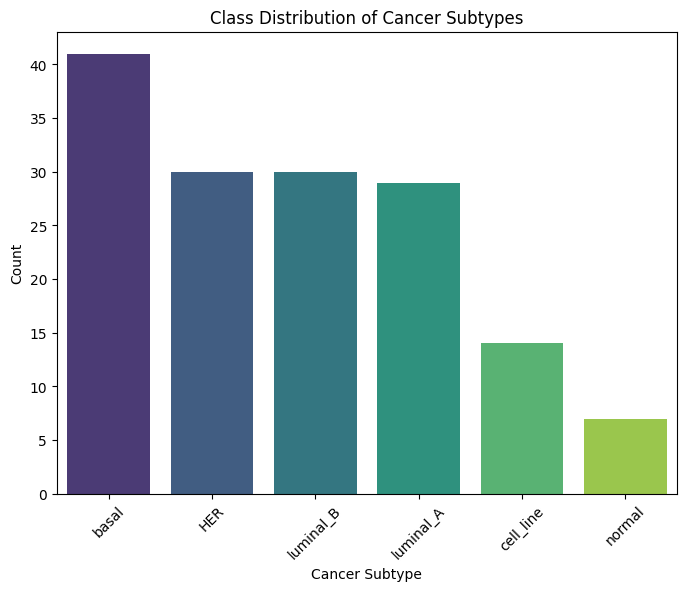 Class Distribution of Cancer Subtypes
40
35
30
25
20
15
10
5
0
Count
basal
HER
luminal_B
luminal_A
cell_line
normal
Cancer Subtype